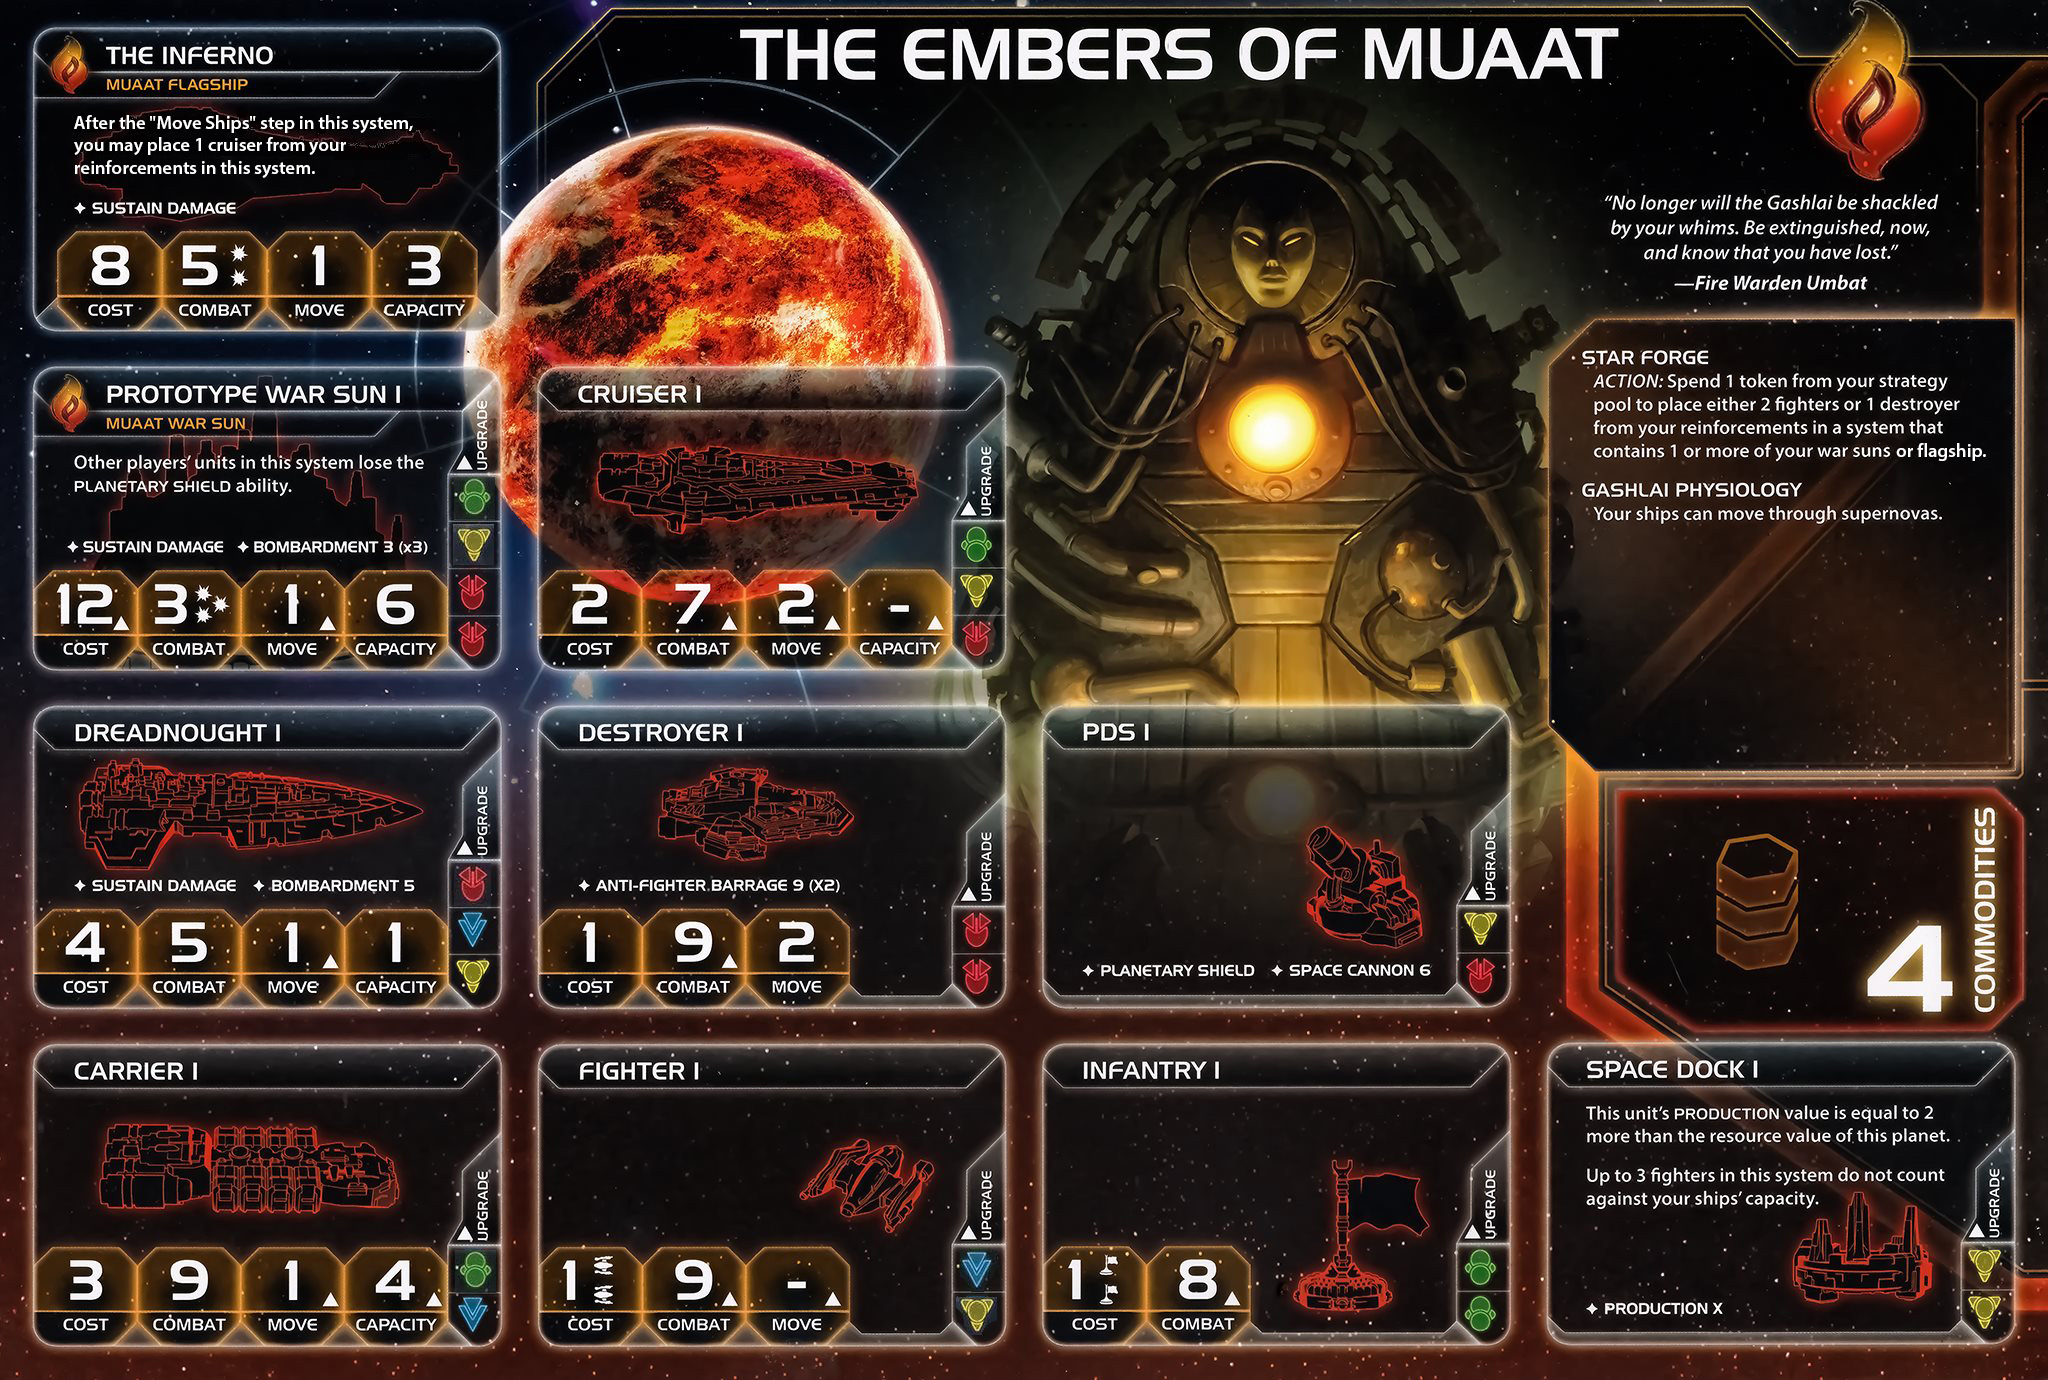 THE EMBERS OF MUAAT
THE INFERNO
MUAAT FLAGSHIP
After the "Move Ships" step in this system,
you may place 1 cruiser from your
reinforcements in this system.
SUSTAIN DAMAGE
8 5 1 3
COST COMBAT MOVE CAPACITY
"No longer will the Gashlai be shackled
by your whims. Be extinguished, now,
and know that you have lost."
—Fire Warden Umbat
STAR FORGE
ACTION: Spend 1 token from your strategy
pool to place either 2 fighters or 1 destroyer
from your reinforcements in a system that
contains 1 or more of your war suns or flagship.
GASHLAI PHYSIOLOGY
Your ships can move through supernovas.
PROTOTYPE WAR SUN I
MUAAT WAR SUN
Other players' units in this system lose the
PLANETARY SHIELD ability.
SUSTAIN DAMAGE BOMBARDMENT 3 (x3)
12 3 1 6
COST COMBAT MOVE CAPACITY
UPGRADE
CRUISER I
2 7 2 -
COST COMBAT MOVE CAPACITY
UPGRADE
DREADNOUGHT I
SUSTAIN DAMAGE BOMBARDMENT 5
4 5 1 1
COST COMBAT MOVE CAPACITY
UPGRADE
DESTROYER I
ANTI-FIGHTER BARRAGE 9 (X2)
1 9 2
COST COMBAT MOVE
UPGRADE
PDS I
PLANETARY SHIELD SPACE CANNON 6
UPGRADE
4
COMMODITIES
CARRIER I
3 9 1 4
COST COMBAT MOVE CAPACITY
UPGRADE
FIGHTER I
1 9 -
COST COMBAT MOVE
UPGRADE
INFANTRY I
1 8
COST COMBAT
UPGRADE
SPACE DOCK I
This unit's PRODUCTION value is equal to 2
more than the resource value of this planet.
Up to 3 fighters in this system do not count
against your ships' capacity.
PRODUCTION X
UPGRADE